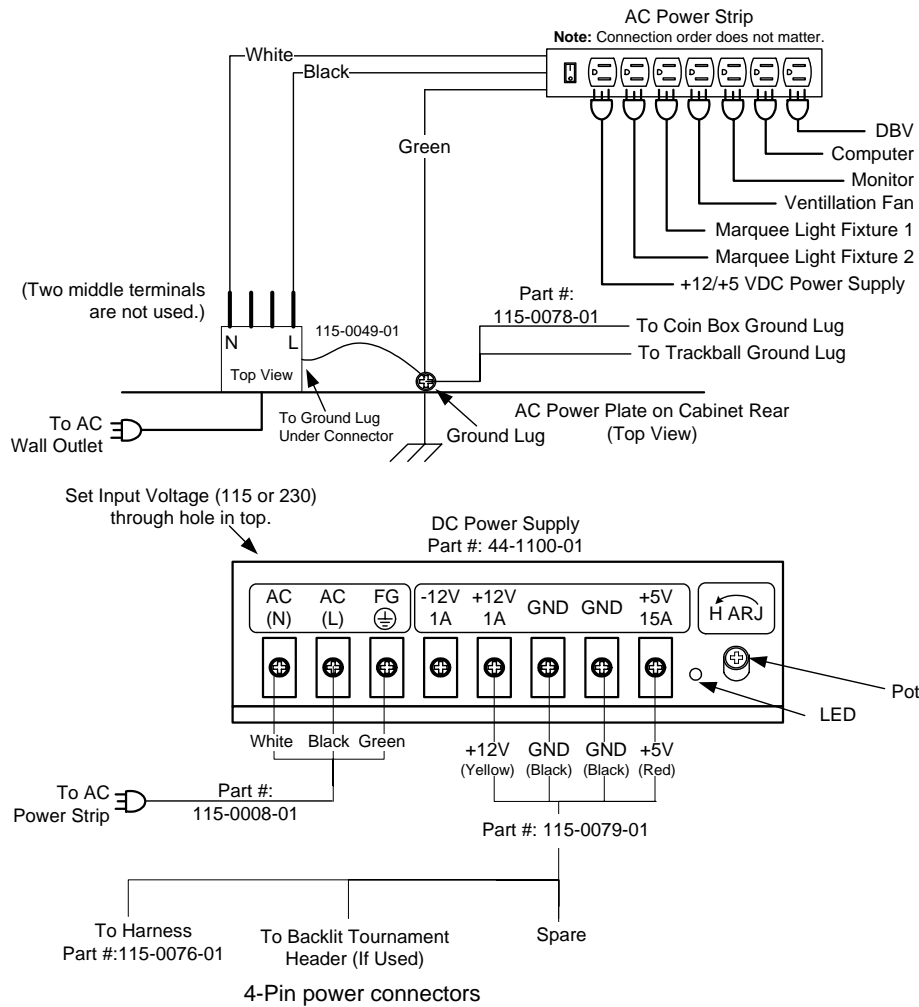 AC Power Strip
Note: Connection order does not matter.
White
Black
Green
DBV
Computer
Monitor
Ventillation Fan
Marquee Light Fixture 1
Marquee Light Fixture 2
+12/+5 VDC Power Supply
(Two middle terminals
are not used.)
N
L
Top View
115-0049-01
Part #:
115-0078-01
To Coin Box Ground Lug
To Trackball Ground Lug
To AC
Wall Outlet
To Ground Lug
Under Connector
Ground Lug
AC Power Plate on Cabinet Rear
(Top View)
Set Input Voltage (115 or 230)
through hole in top.
DC Power Supply
Part #: 44-1100-01
AC
(N)
AC
(L)
FG
-12V
1A
+12V
1A
GND
GND
+5V
15A
H ARJ
Pot
LED
White
Black
Green
+12V
(Yellow)
GND
(Black)
GND
(Black)
+5V
(Red)
To AC
Power Strip
Part #:
115-0008-01
Part #: 115-0079-01
To Harness
Part #:115-0076-01
To Backlit Tournament
Header (If Used)
Spare
4-Pin power connectors